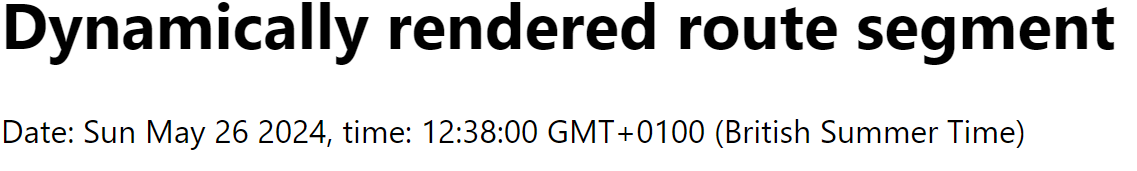 Dynamically rendered route segment
Date: Sun May 26 2024, time: 12:38:00 GMT+0100 (British Summer Time)